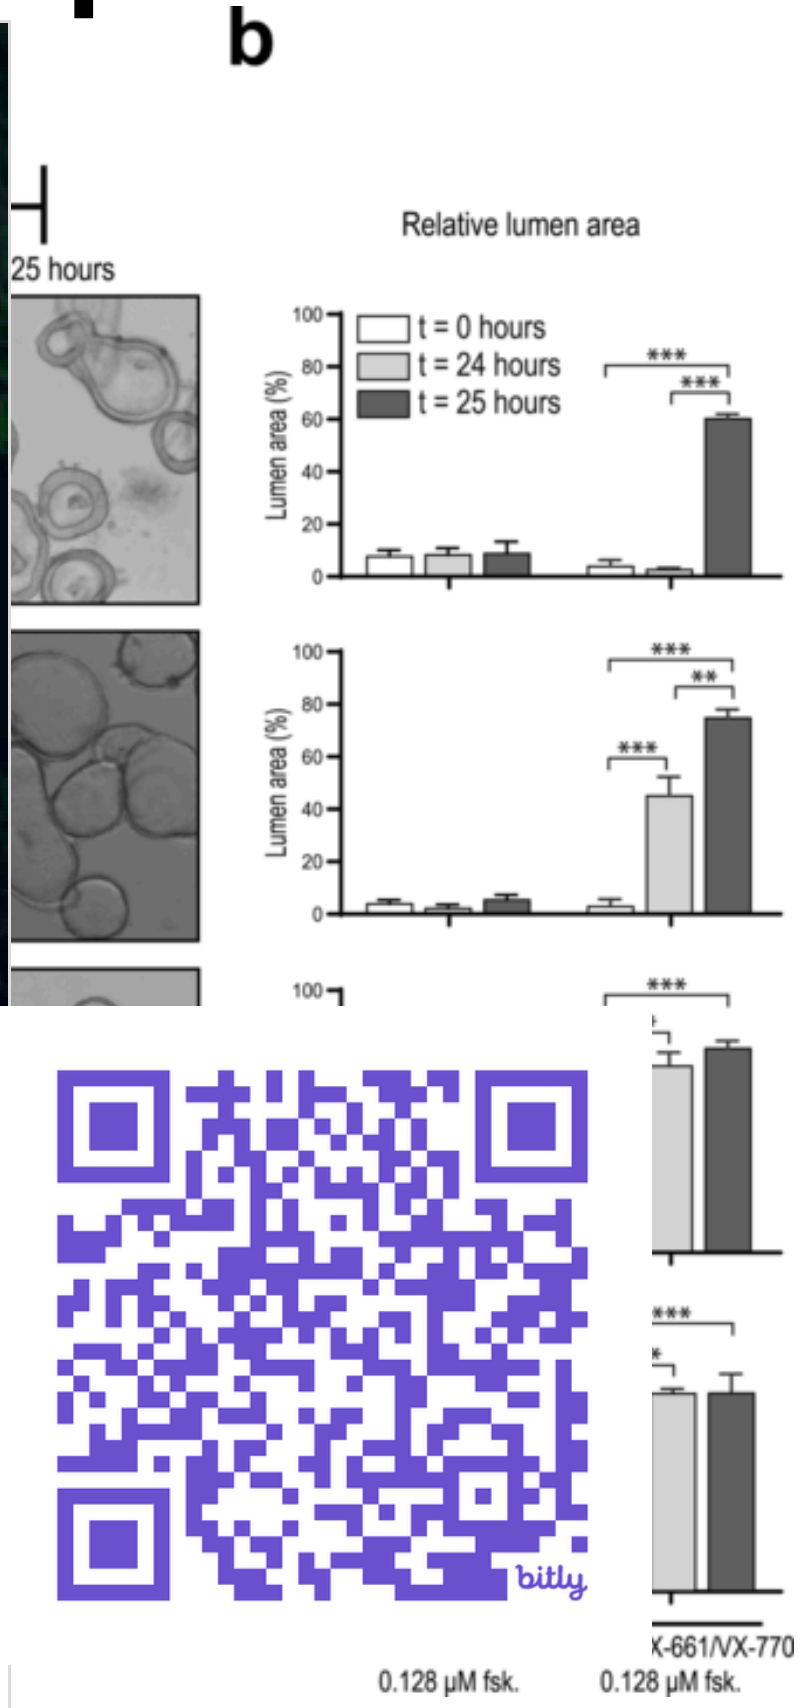 b
Relative lumen area
25 hours
100
80
60
40
20
0
Lumen area (%)
t = 0 hours
t = 24 hours
t = 25 hours
***
***
100
80
60
40
20
0
Lumen area (%)
***
**
***
100
***
***
bitly
X-661/VX-770
0.128 µM fsk.
0.128 µM fsk.